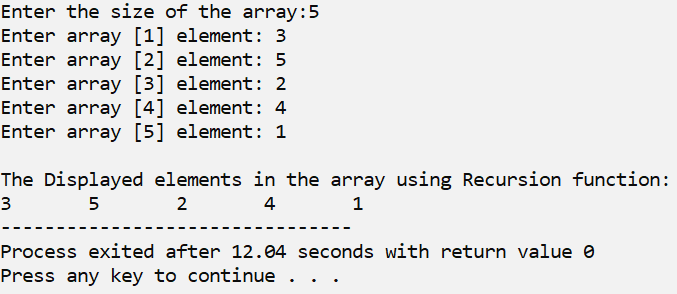 Enter the size of the array:5
Enter array [1] element: 3
Enter array [2] element: 5
Enter array [3] element: 2
Enter array [4] element: 4
Enter array [5] element: 1
The Displayed elements in the array using Recursion function:
3 5 2 4 1
--------------------------------
Process exited after 12.04 seconds with return value 0
Press any key to continue . . .